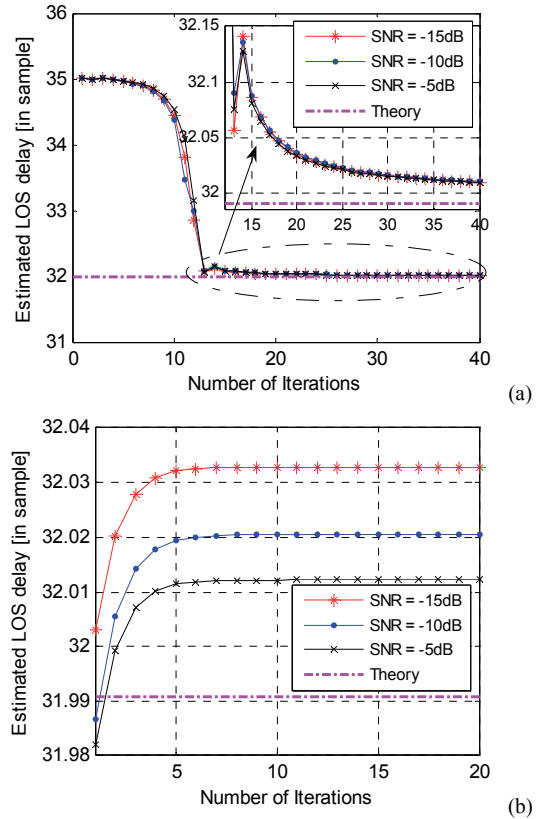 36
35
34
33
32
31
0
10
20
30
40
Estimated LOS delay [in sample]
Number of Iterations
32.15
32.1
32.05
32
15
20
25
30
35
40
SNR = -15dB
SNR = -10dB
SNR = -5dB
Theory
(a)
32.04
32.03
32.02
32.01
32
31.99
31.98
5
10
15
20
Estimated LOS delay [in sample]
Number of Iterations
SNR = -15dB
SNR = -10dB
SNR = -5dB
Theory
(b)